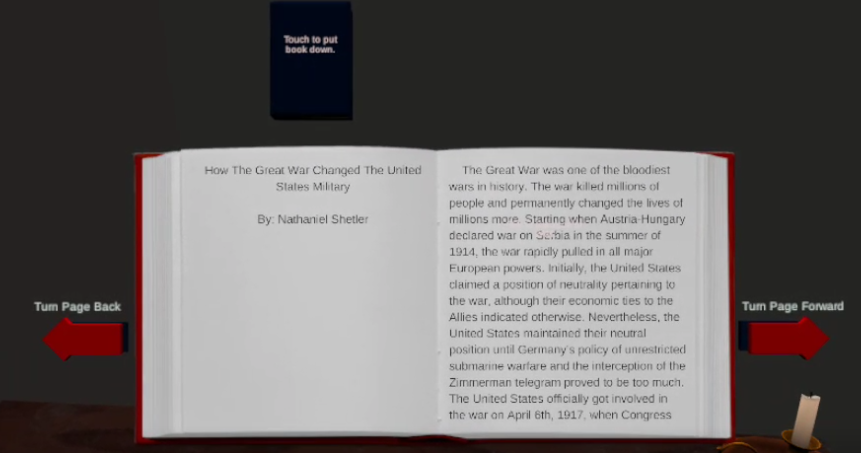 Touch to put
book down.
How The Great War Changed The United
States Military
By: Nathaniel Shetler
The Great War was one of the bloodiest
wars in history. The war killed millions of
people and permanently changed the lives of
millions more. Starting when Austria-Hungary
declared war on Serbia in the summer of
1914, the war rapidly pulled in all major
European powers. Initially, the United States
claimed a position of neutrality pertaining to
the war, although their economic ties to the
Allies indicated otherwise. Nevertheless, the
United States maintained their neutral
position until Germany's policy of unrestricted
submarine warfare and the interception of the
Zimmerman telegram proved to be too much.
The United States officially got involved in
the war on April 6th, 1917, when Congress
Turn Page Back
Turn Page Forward